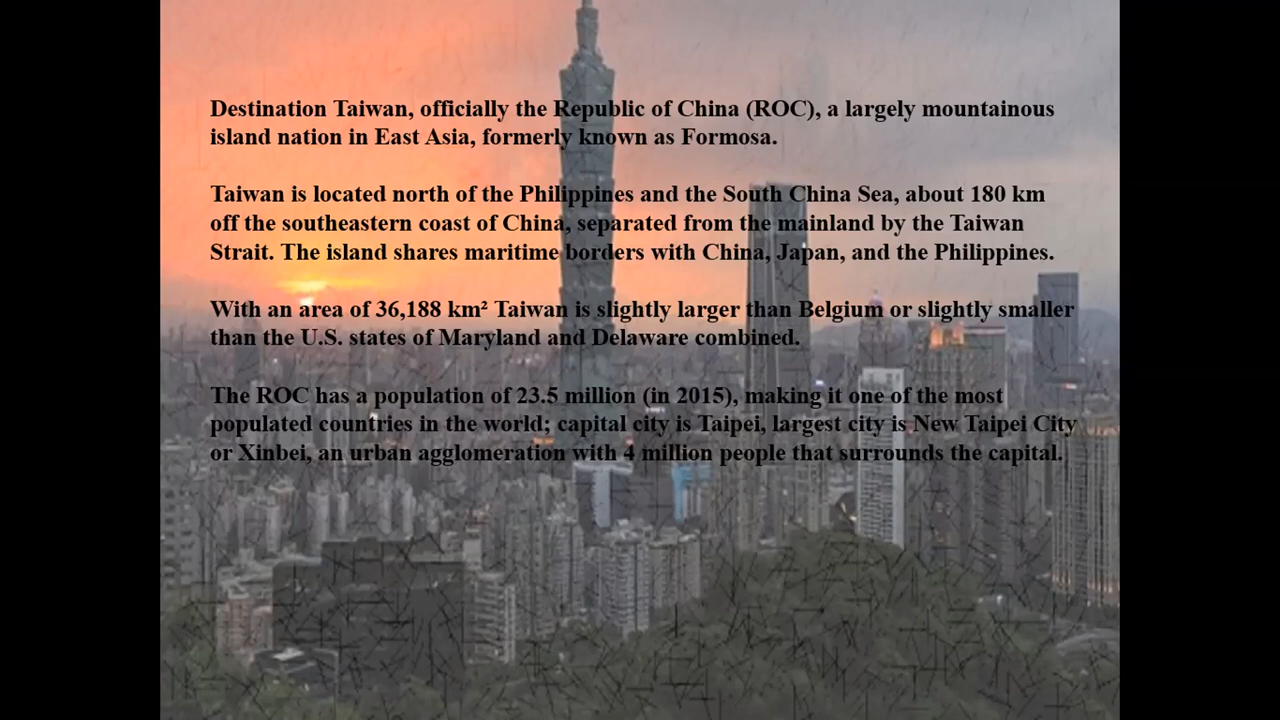 Destination Taiwan, officially the Republic of China (ROC), a largely mountainous
island nation in East Asia, formerly known as Formosa.
Taiwan is located north of the Philippines and the South China Sea, about 180 km
off the southeastern coast of China, separated from the mainland by the Taiwan
Strait. The island shares maritime borders with China, Japan, and the Philippines.
With an area of 36,188 km² Taiwan is slightly larger than Belgium or slightly smaller
than the U.S. states of Maryland and Delaware combined.
The ROC has a population of 23.5 million (in 2015), making it one of the most
populated countries in the world; capital city is Taipei, largest city is New Taipei City
or Xinbei, an urban agglomeration with 4 million people that surrounds the capital.